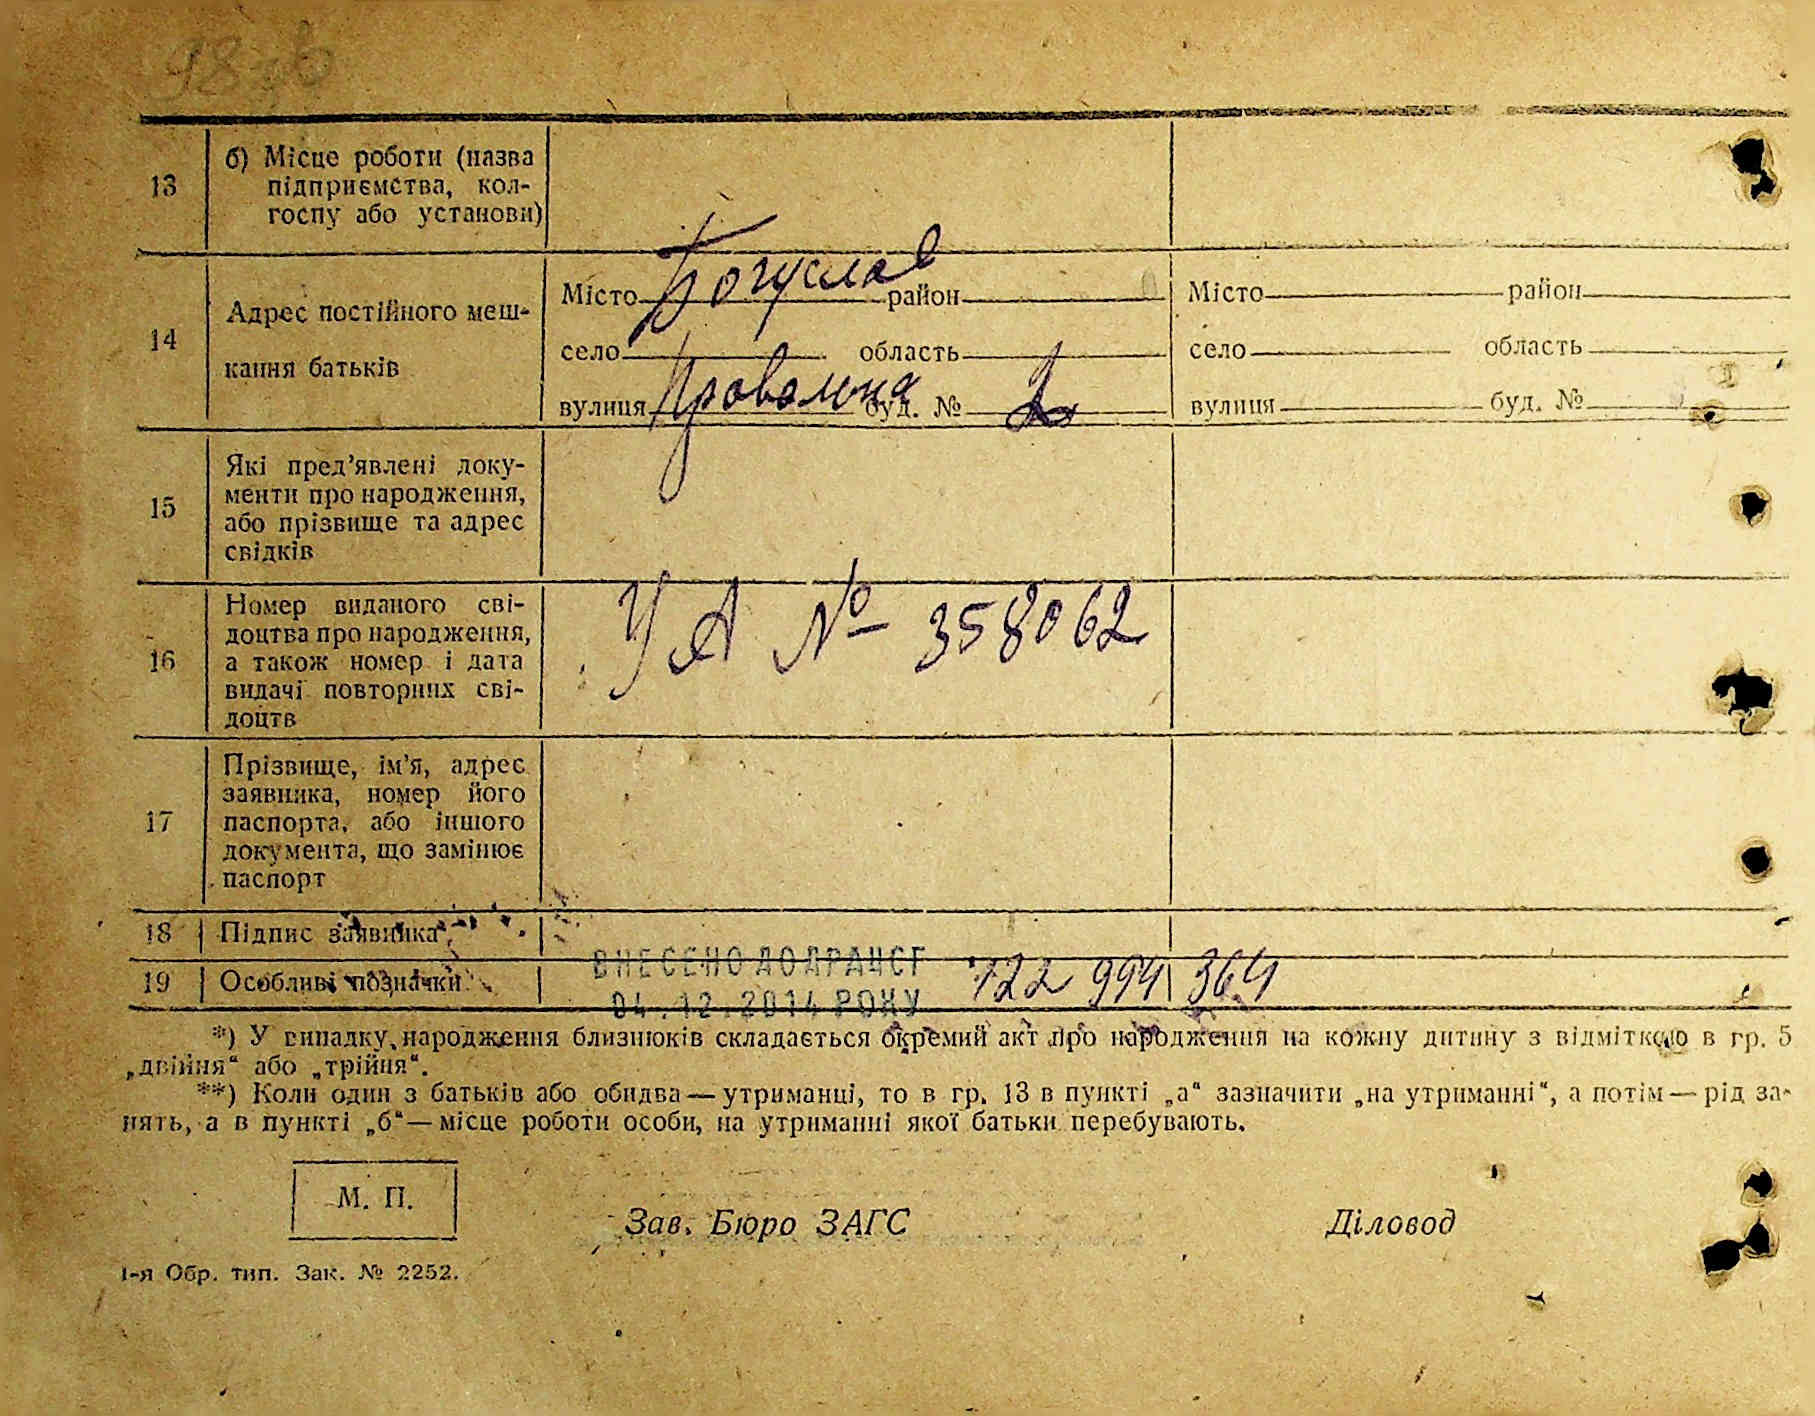 98 зв
13 б) Місце роботи (назва
підприємства, кол-
госпу або установи)
14 Адрес постійного меш-
кання батьків
Місто Богуслав район
село область
вулиця буд. № 2
Місто район
село область
вулиця буд. №
15 Які пред’явлені доку-
менти про народження,
або прізвище та адрес
свідків
16 Номер виданого сві-
доцтва про народження,
а також номер і дата
видачі повторних сві-
доцтв
УА № 358062
17 Прізвище, ім’я, адрес
заявника, номер його
паспорта, або іншого
документа, що замінює
паспорт
18 Підпис заявника
19 Особливі позначки
ВНЕСЕНО ДО ДРАЦСГ
04.12.2014 РОКУ
122 994 364
*) У випадку народження близнюків складається окремий акт про народження на кожну дитину з відміткою в гр. 5
„двійня“ або „трійня“.
**) Коли один з батьків або обидва — утриманці, то в гр. 13 в пункті „а“ зазначити „на утриманні“, а потім — рід за-
нять, а в пункті „б“ — місце роботи особи, на утриманні якої батьки перебувають.
М. П.
Зав. Бюро ЗАГС Діловод
1-я Обр. тип. Зак. № 2252.